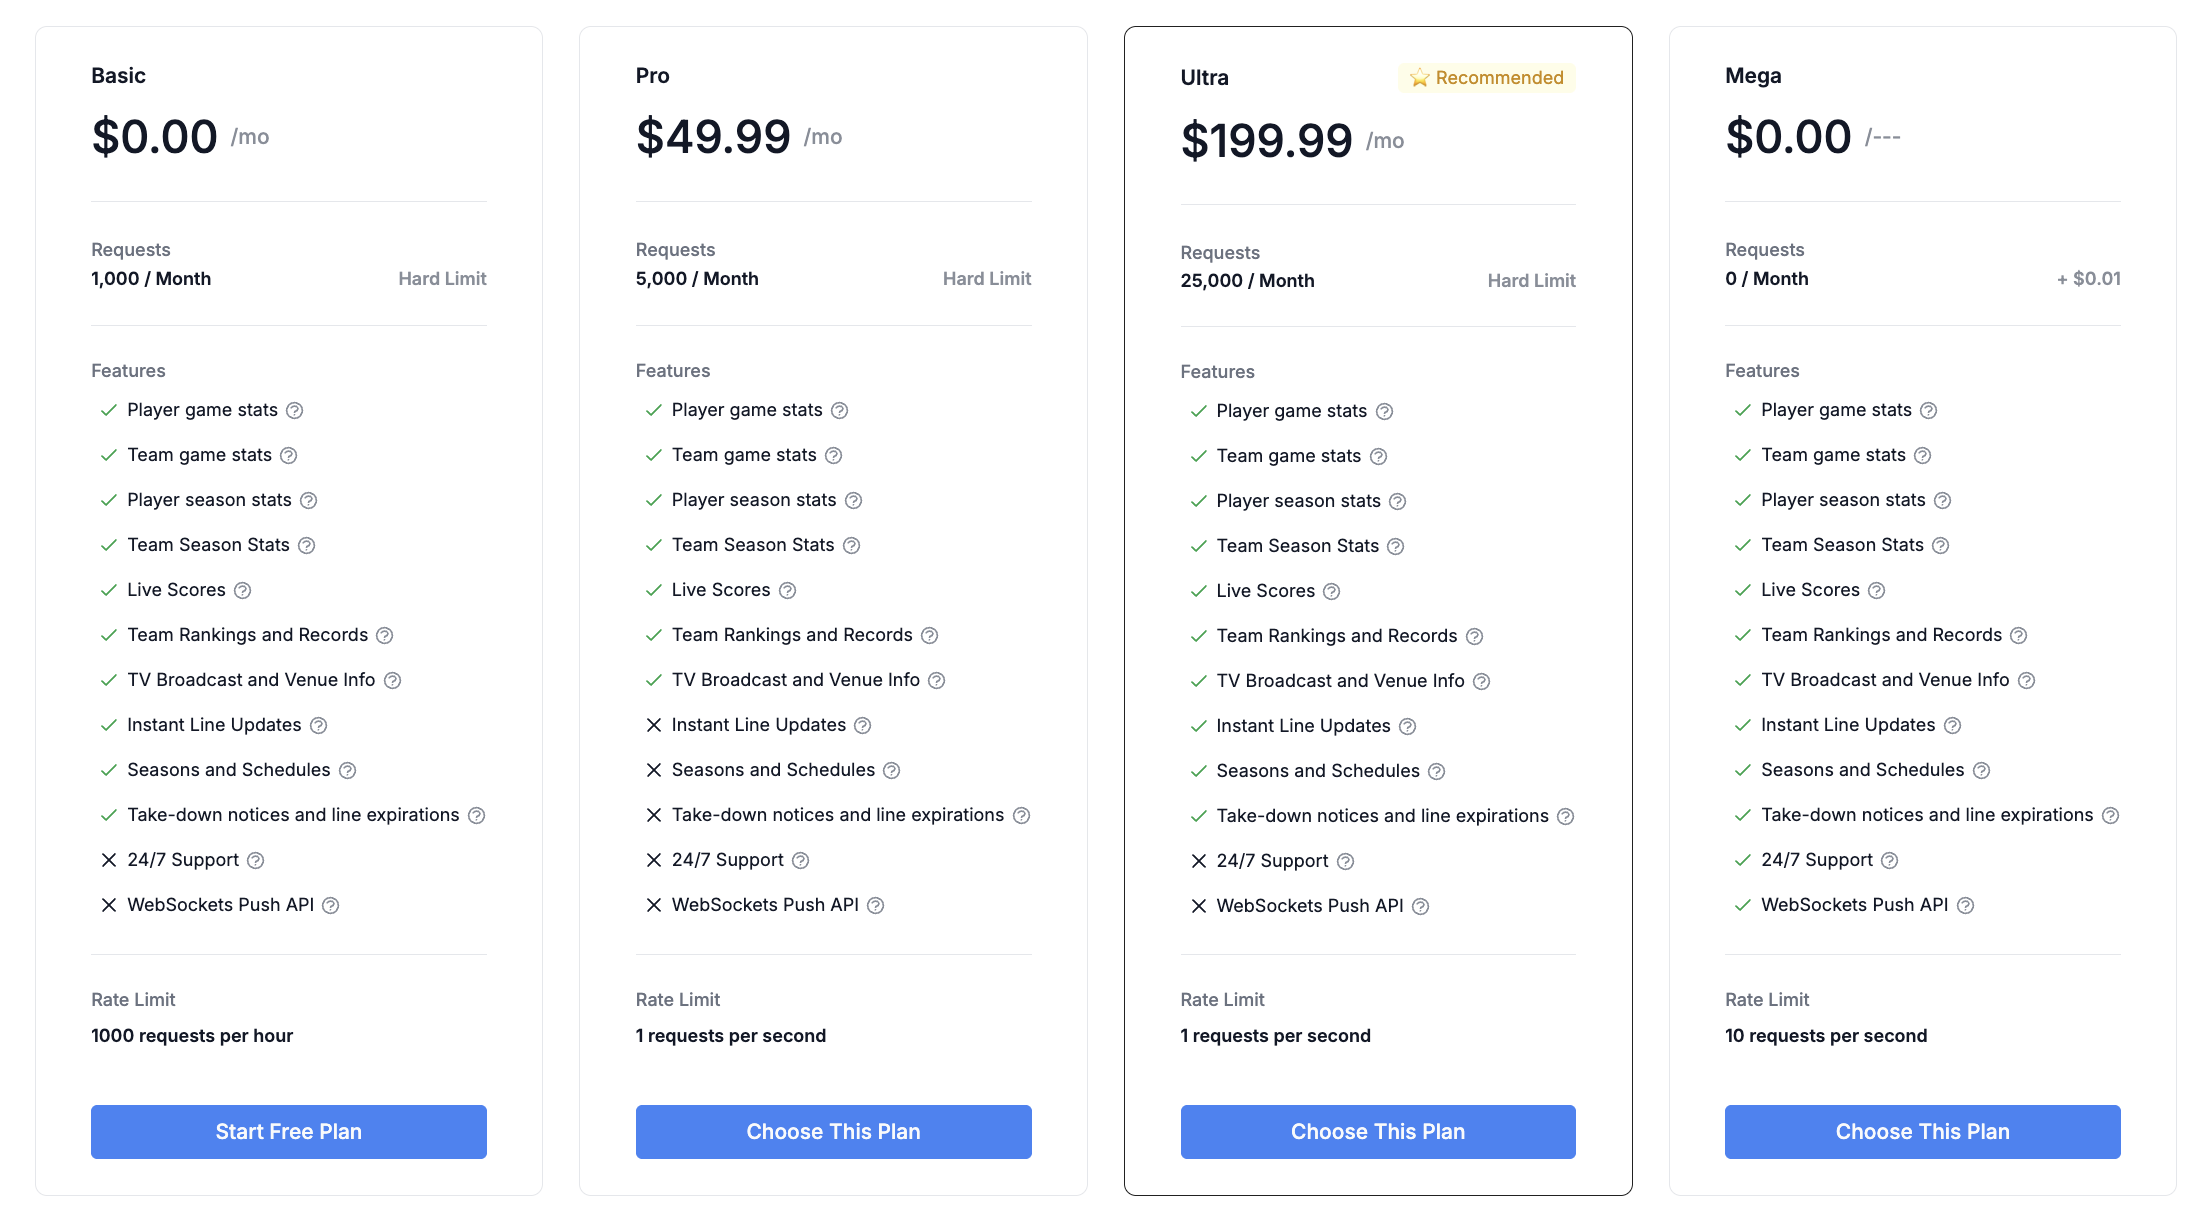 Basic
$0.00 /mo
Requests
1,000 / Month Hard Limit
Features
Player game stats
Team game stats
Player season stats
Team Season Stats
Live Scores
Team Rankings and Records
TV Broadcast and Venue Info
Instant Line Updates
Seasons and Schedules
Take-down notices and line expirations
24/7 Support
WebSockets Push API
Rate Limit
1000 requests per hour
Start Free Plan
Pro
$49.99 /mo
Requests
5,000 / Month Hard Limit
Features
Player game stats
Team game stats
Player season stats
Team Season Stats
Live Scores
Team Rankings and Records
TV Broadcast and Venue Info
Instant Line Updates
Seasons and Schedules
Take-down notices and line expirations
24/7 Support
WebSockets Push API
Rate Limit
1 requests per second
Choose This Plan
Ultra ⭐ Recommended
$199.99 /mo
Requests
25,000 / Month Hard Limit
Features
Player game stats
Team game stats
Player season stats
Team Season Stats
Live Scores
Team Rankings and Records
TV Broadcast and Venue Info
Instant Line Updates
Seasons and Schedules
Take-down notices and line expirations
24/7 Support
WebSockets Push API
Rate Limit
1 requests per second
Choose This Plan
Mega
$0.00 /---
Requests
0 / Month + $0.01
Features
Player game stats
Team game stats
Player season stats
Team Season Stats
Live Scores
Team Rankings and Records
TV Broadcast and Venue Info
Instant Line Updates
Seasons and Schedules
Take-down notices and line expirations
24/7 Support
WebSockets Push API
Rate Limit
10 requests per second
Choose This Plan